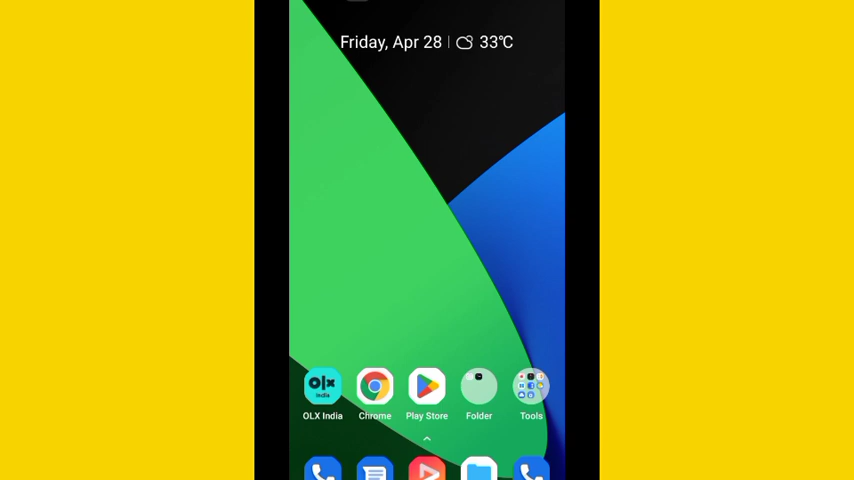 Friday, Apr 28 33°C
olx
india
OLX India
Chrome
Play Store
Folder
Tools